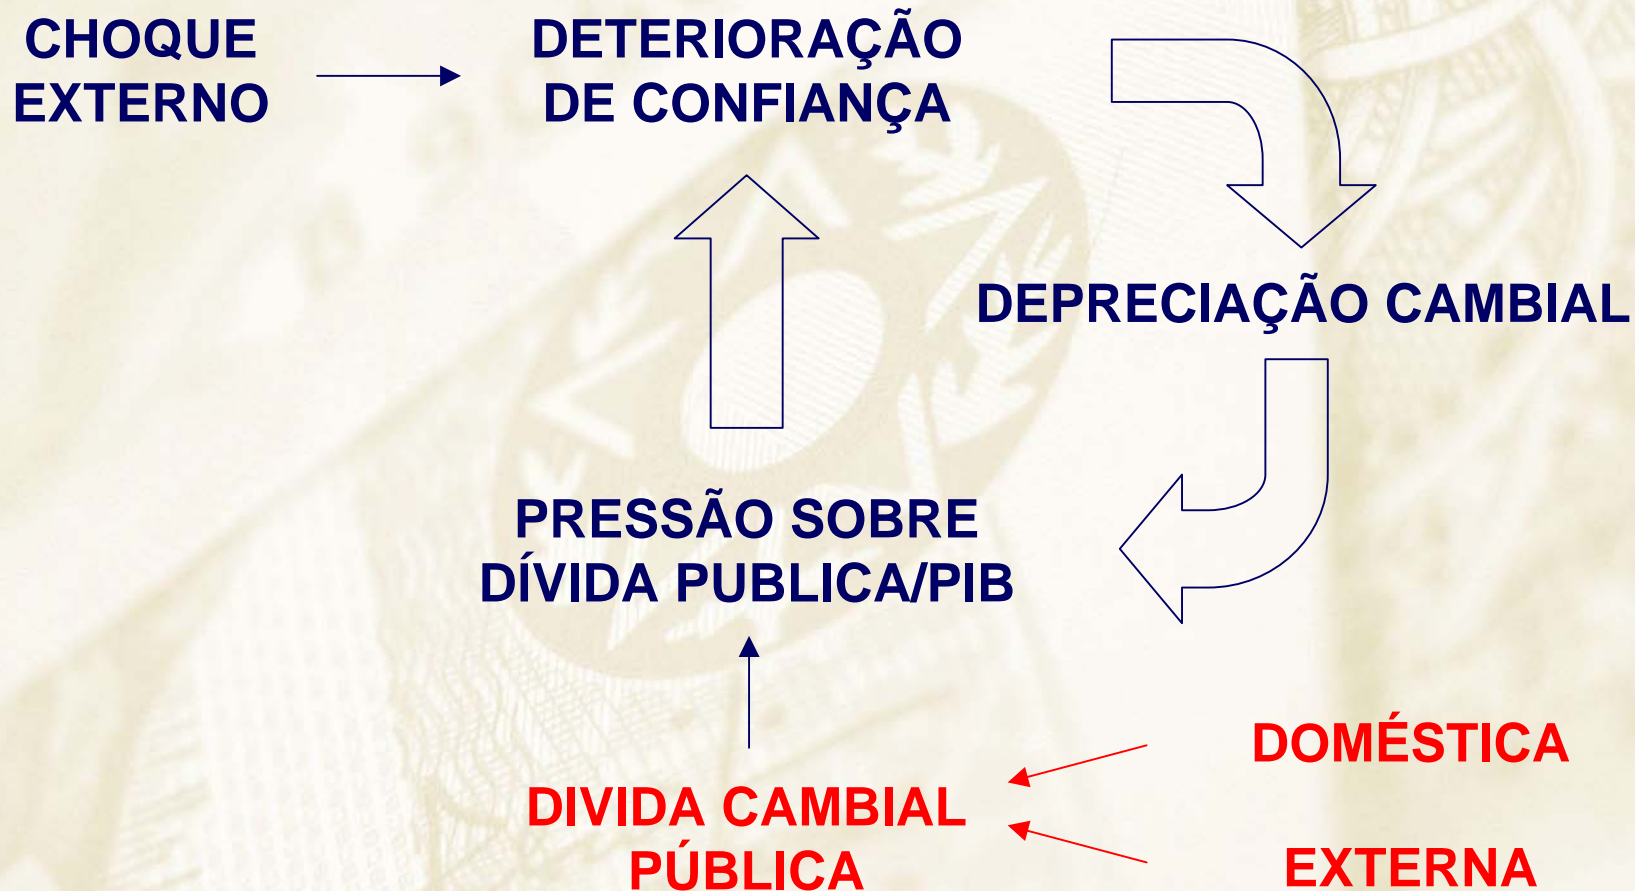 CHOQUE
EXTERNO
DETERIORAÇÃO
DE CONFIANÇA
DEPRECIAÇÃO CAMBIAL
PRESSÃO SOBRE
DÍVIDA PUBLICA/PIB
DOMÉSTICA
DIVIDA CAMBIAL
PÚBLICA
EXTERNA